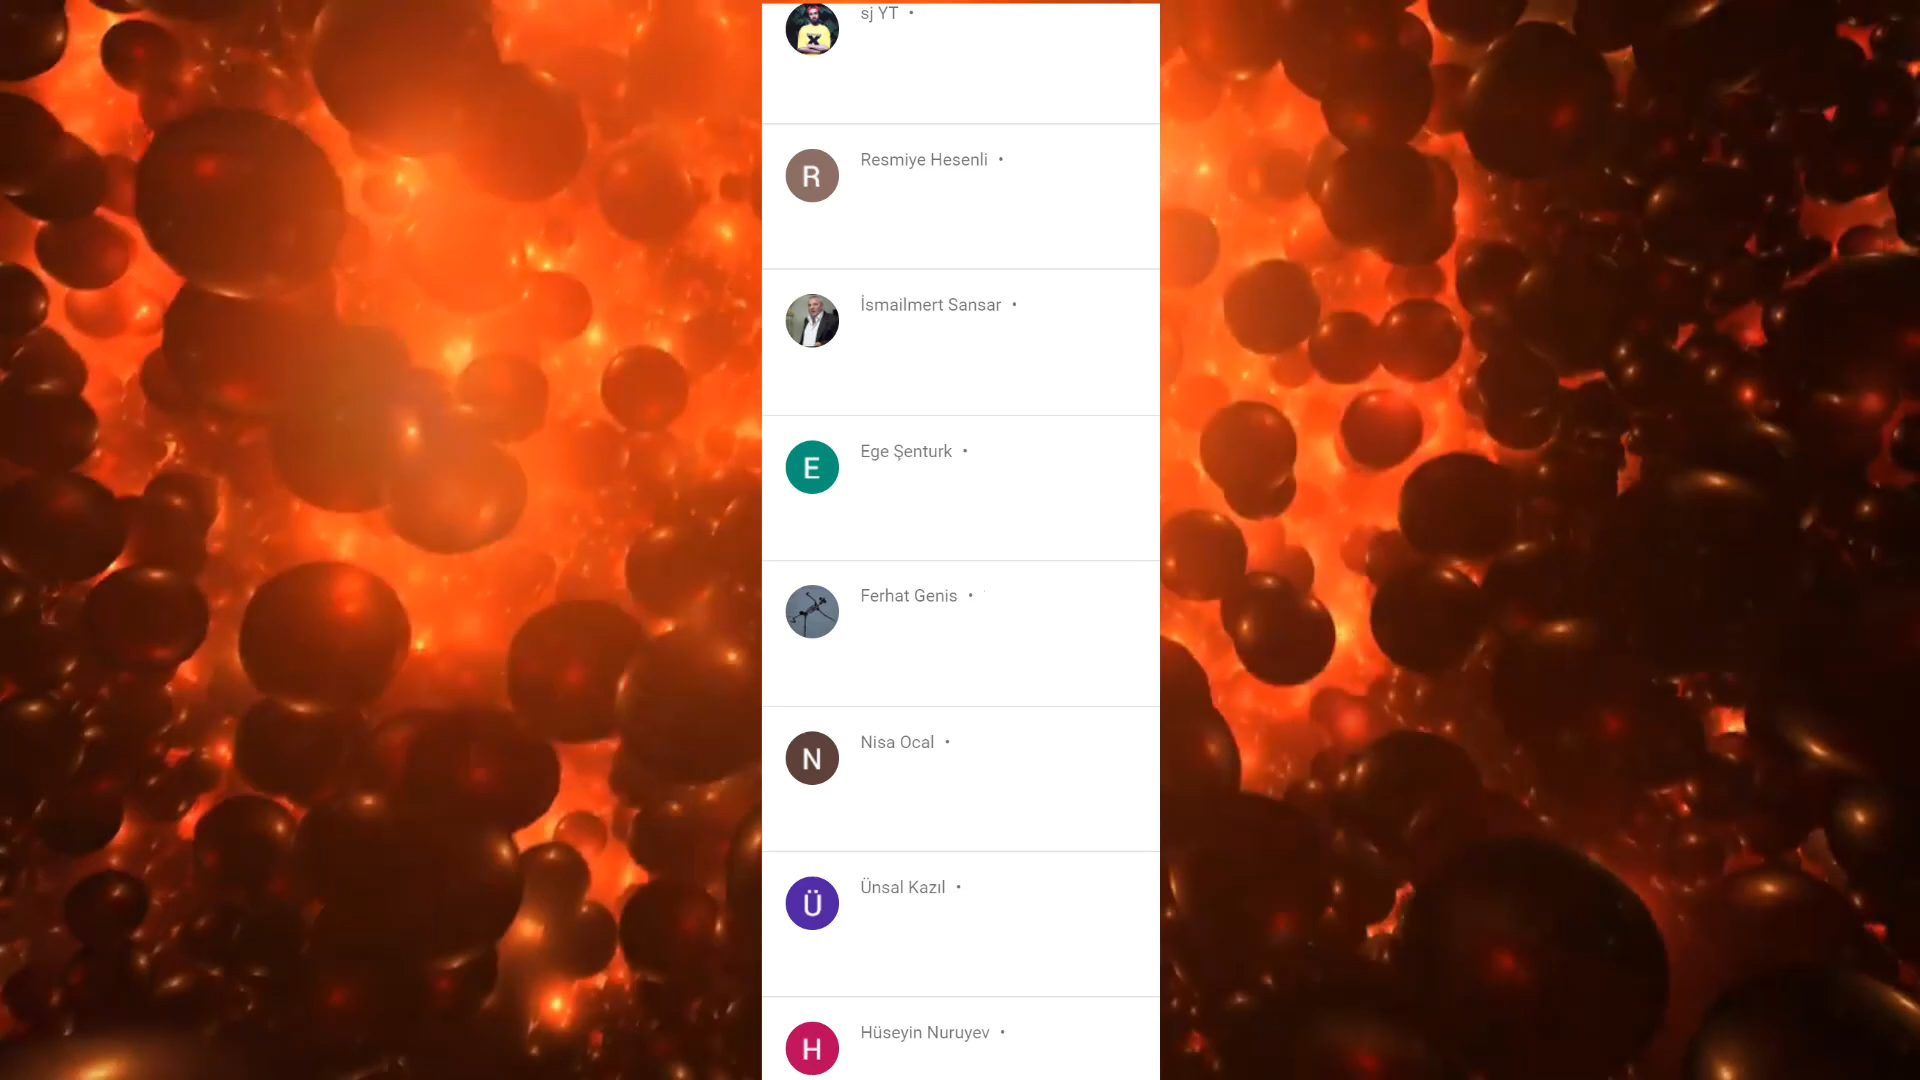 sj YT •
R
Resmiye Hesenli •
İsmailmert Sansar •
E
Ege Şenturk •
Ferhat Genis •
N
Nisa Ocal •
Ü
Ünsal Kazıl •
H
Hüseyin Nuruyev •